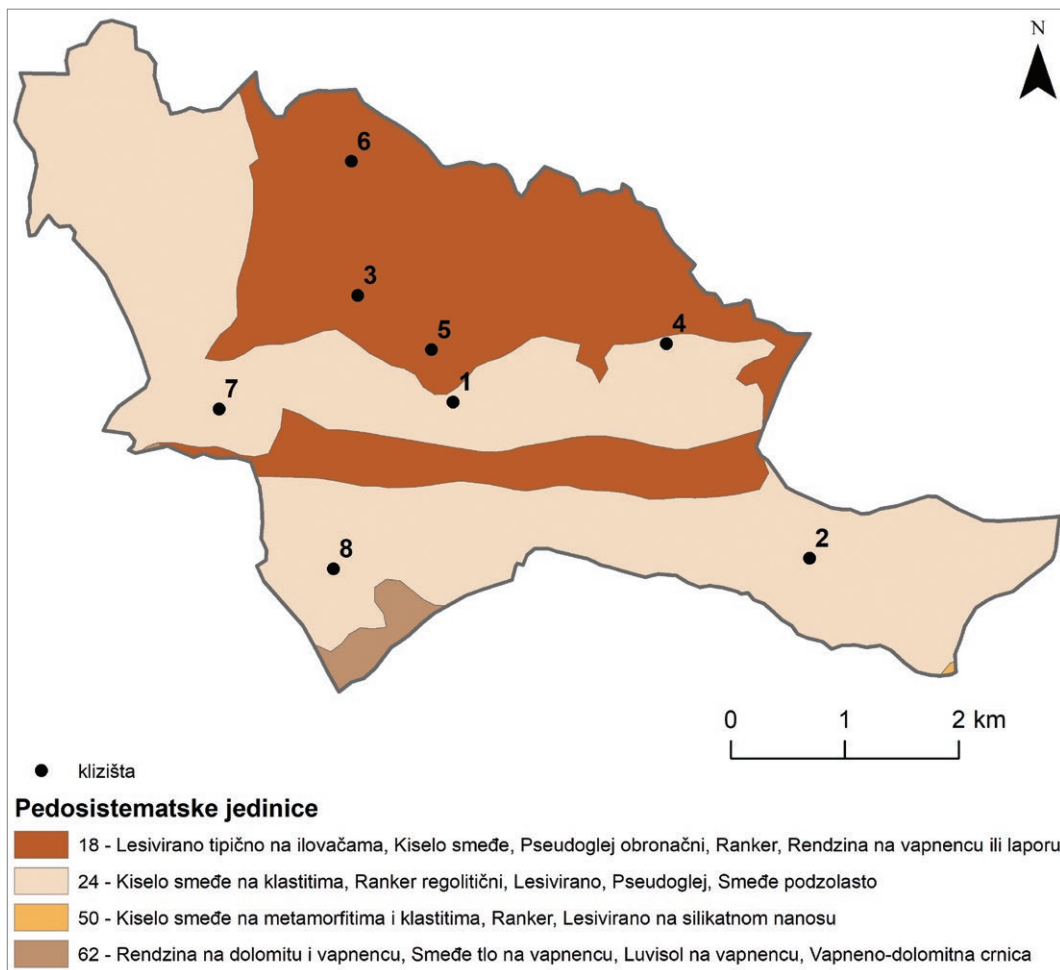 N
6
3
5
4
1
7
8
2
0 1 2 km
klizišta
Pedosistematske jedinice
18 - Lesivirano tipično na ilovačama, Kiselo smeđe, Pseudoglej obronačni, Ranker, Rendzina na vapnencu ili laporu
24 - Kiselo smeđe na klastitima, Ranker regolitični, Lesivirano, Pseudoglej, Smeđe podzolasto
50 - Kiselo smeđe na metamorfitima i klastitima, Ranker, Lesivirano na silikatnom nanosu
62 - Rendzina na dolomitu i vapnencu, Smeđe tlo na vapnencu, Luvisol na vapnencu, Vapneno-dolomitna crnica